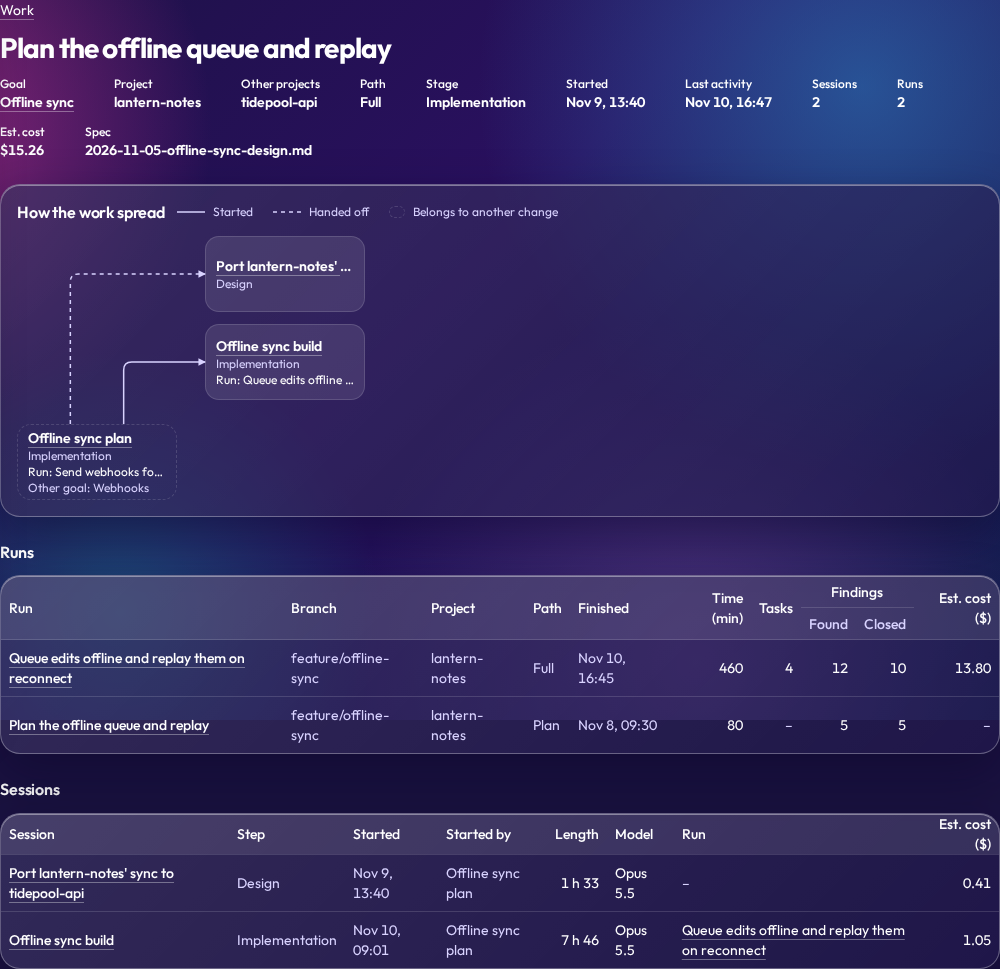 Work
Plan the offline queue and replay
Goal Project Other projects Path Stage Started Last activity Sessions Runs
Offline sync lantern-notes tidepool-api Full Implementation Nov 9, 13:40 Nov 10, 16:47 2 2
Est. cost Spec
$15.26 2026-11-05-offline-sync-design.md
How the work spread Started Handed off Belongs to another change
Port lantern-notes' ...
Design
Offline sync build
Implementation
Run: Queue edits offline ...
Offline sync plan
Implementation
Run: Send webhooks fo...
Other goal: Webhooks
Runs
Run Branch Project Path Finished Time (min) Tasks Findings Found Closed Est. cost ($)
Queue edits offline and replay them on reconnect feature/offline-sync lantern-notes Full Nov 10, 16:45 460 4 12 10 13.80
Plan the offline queue and replay feature/offline-sync lantern-notes Plan Nov 8, 09:30 80 – 5 5 –
Sessions
Session Step Started Started by Length Model Run Est. cost ($)
Port lantern-notes' sync to tidepool-api Design Nov 9, 13:40 Offline sync plan 1 h 33 Opus 5.5 – 0.41
Offline sync build Implementation Nov 10, 09:01 Offline sync plan 7 h 46 Opus 5.5 Queue edits offline and replay them on reconnect 1.05